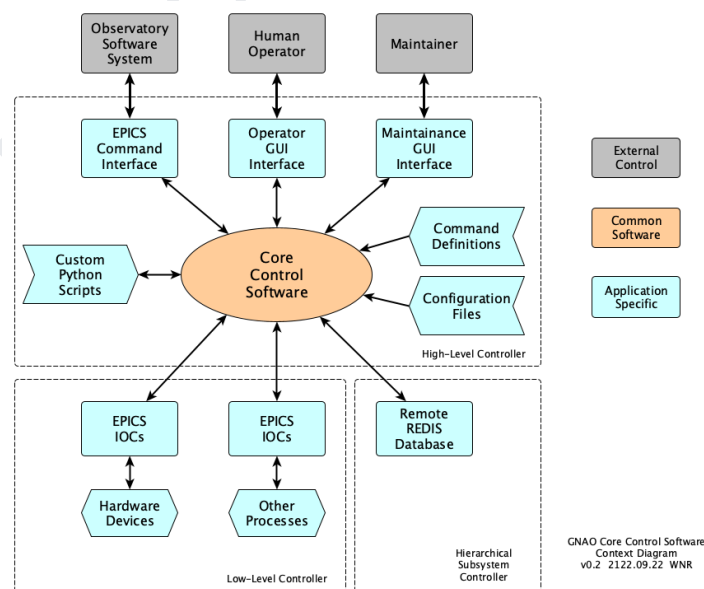 Observatory
Software
System
Human
Operator
Maintainer
EPICS
Command
Interface
Operator
GUI
Interface
Maintainance
GUI
Interface
External
Control
Common
Software
Application
Specific
Custom
Python
Scripts
Core
Control
Software
Command
Definitions
Configuration
Files
High-Level Controller
EPICS
IOCs
EPICS
IOCs
Remote
REDIS
Database
Hardware
Devices
Other
Processes
Low-Level Controller
Hierarchical
Subsystem
Controller
GNAO Core Control Software
Context Diagram
v0.2 2122.09.22 WNR